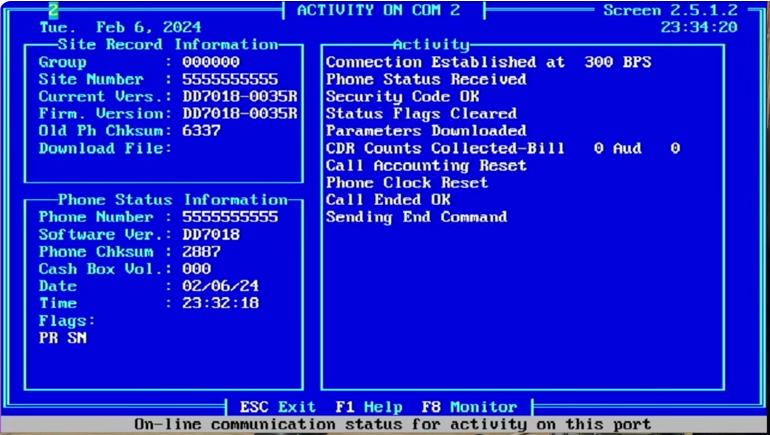 2
ACTIVITY ON COM 2
Screen 2.5.1.2
Tue. Feb 6, 2024
23:34:20
Site Record Information
Group : 000000
Site Number : 5555555555
Current Vers.: DD7018-0035R
Firm. Version: DD7018-0035R
Old Ph Chksum: 6337
Download File:
Phone Status Information
Phone Number : 5555555555
Software Ver.: DD7018
Phone Chksum : 2887
Cash Box Vol.: 000
Date : 02/06/24
Time : 23:32:18
Flags:
PR SN
Activity
Connection Established at 300 BPS
Phone Status Received
Security Code OK
Status Flags Cleared
Parameters Downloaded
CDR Counts Collected-Bill 0 Aud 0
Call Accounting Reset
Phone Clock Reset
Call Ended OK
Sending End Command
ESC Exit F1 Help F8 Monitor
On-line communication status for activity on this port